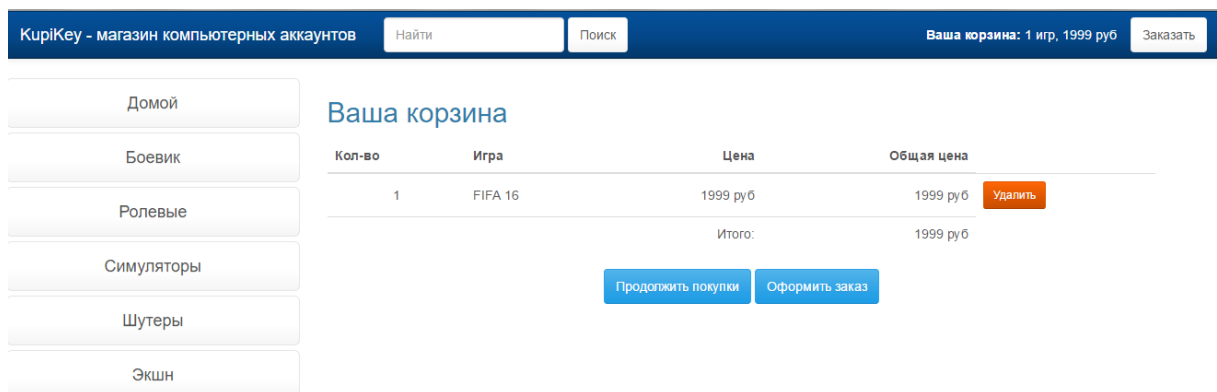 KupiKey - магазин компьютерных аккаунтов Найти Поиск Ваша корзина: 1 игр, 1999 руб Заказать
Домой
Боевик
Ролевые
Симуляторы
Шутеры
Экшн
Ваша корзина
Кол-во Игра Цена Общая цена
1 FIFA 16 1999 руб 1999 руб Удалить
Итого: 1999 руб
Продолжить покупки Оформить заказ